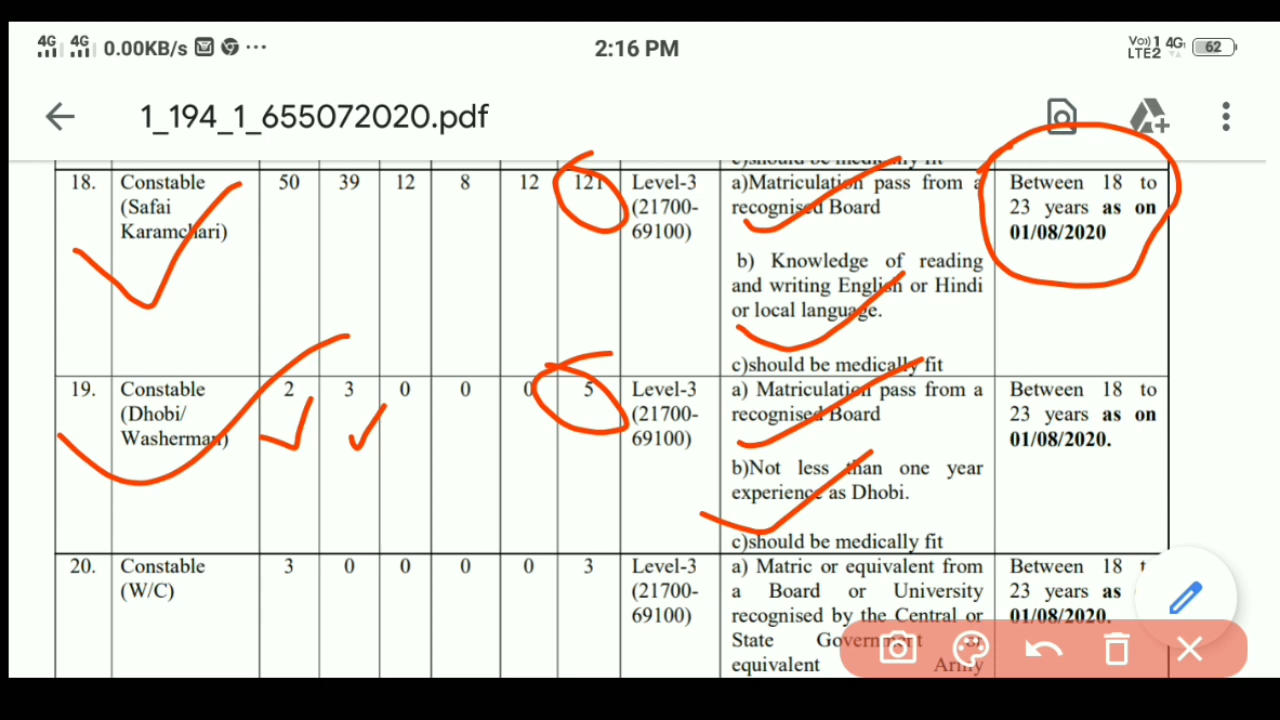 4G 4G 0.00KB/s ...
2:16 PM
Vo)) 1 4G
LTE2
62
1_194_1_655072020.pdf
c)should be medically fit
18. Constable 50 39 12 8 12 121 Level-3 a)Matriculation pass from a Between 18 to
(Safai (21700- recognised Board 23 years as on
Karamchari) 69100) 01/08/2020
b) Knowledge of reading
and writing English or Hindi
or local language.
c)should be medically fit
19. Constable 2 3 0 0 0 5 Level-3 a) Matriculation pass from a Between 18 to
(Dhobi/ (21700- recognised Board 23 years as on
Washerman) 69100) 01/08/2020.
b)Not less than one year
experience as Dhobi.
c)should be medically fit
20. Constable 3 0 0 0 0 3 Level-3 a) Matric or equivalent from Between 18
(W/C) (21700- a Board or University 23 years as
69100) recognised by the Central or 01/08/2020.
State Government or
equivalent Army